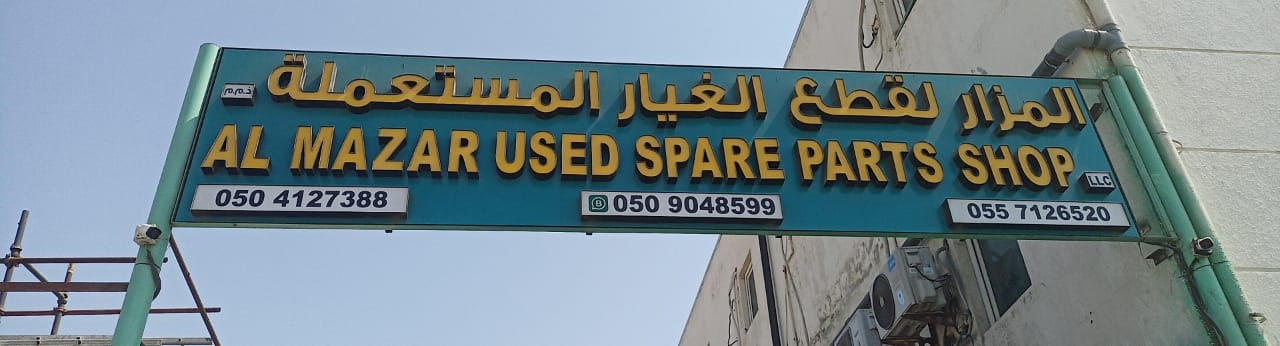 المزار لقطع الغيار المستعملة ذ.م.م
AL MAZAR USED SPARE PARTS SHOP LLC
050 4127388
050 9048599
055 7126520